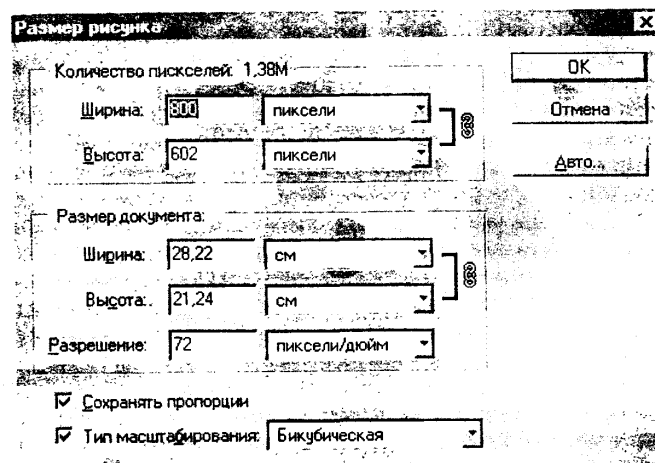 Размер рисунка
Количество пискселей: 1,38М
Ширина: 800 пиксели
Высота: 602 пиксели
OK
Отмена
Авто...
Размер документа:
Ширина: 28,22 см
Высота: 21,24 см
Разрешение: 72 пиксели/дюйм
Сохранять пропорции
Тип масштабирования: Бикубическая